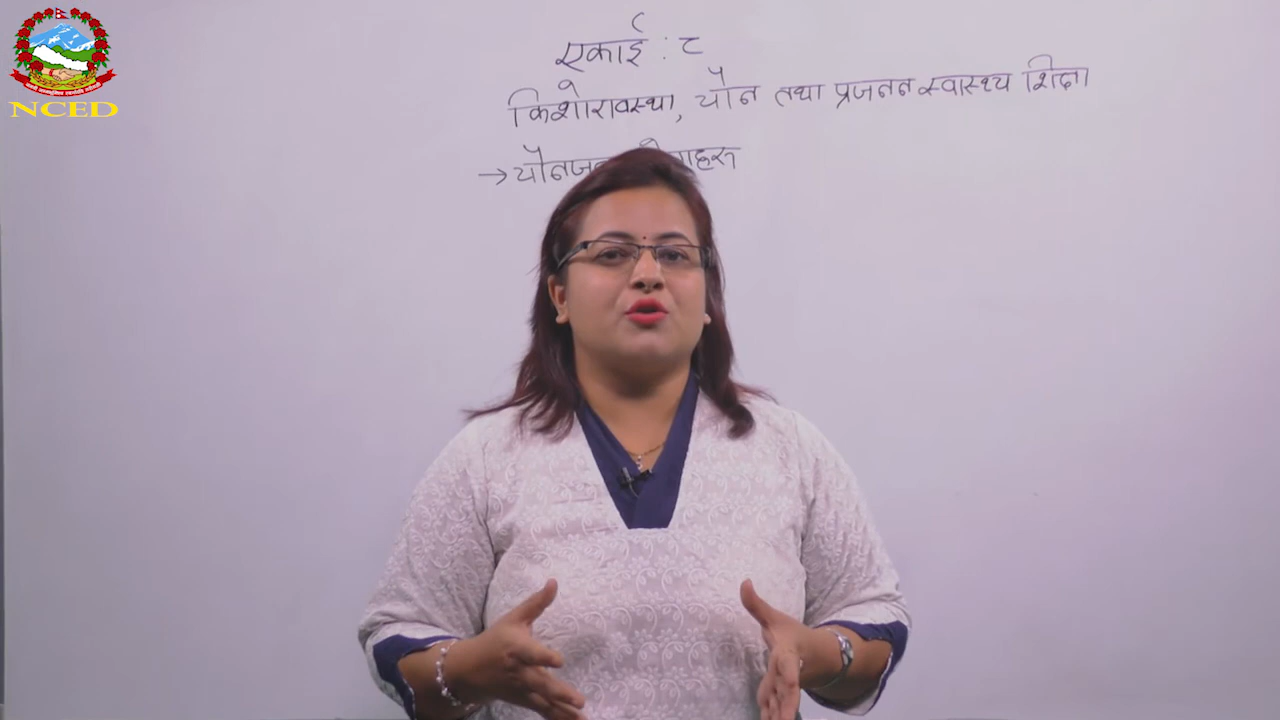 NCED
एकाई : ८
किशोरावस्था, यौन तथा प्रजनन स्वास्थ्य शिक्षा
→